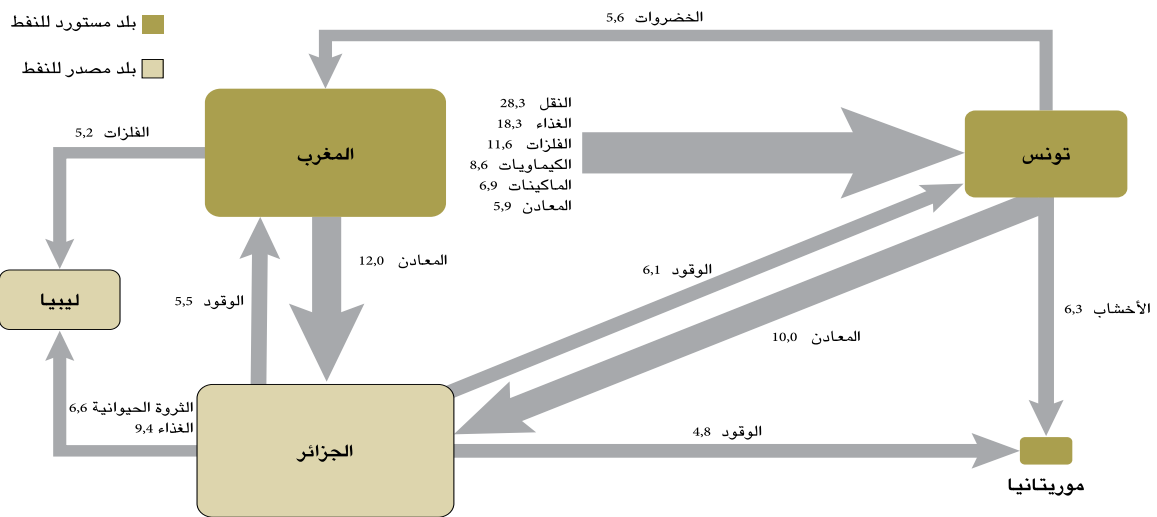 بلد مستورد للنفط
بلد مصدر للنفط
الخضروات 5,6
الفلزات 5,2
المغرب
النقل 28,3
الغذاء 18,3
الفلزات 11,6
الكيماويات 8,6
الماكينات 6,9
المعادن 5,9
تونس
المعادن 12,0
الوقود 6,1
ليبيا
الوقود 5,5
الأخشاب 6,3
المعادن 10,0
الثروة الحيوانية 6,6
الغذاء 9,4
الجزائر
الوقود 4,8
موريتانيا